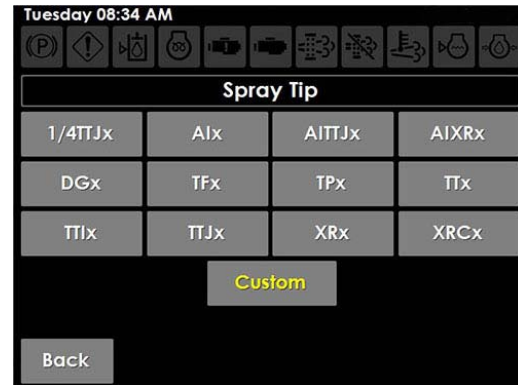 Tuesday 08:34 AM
Spray Tip
1/4TTJx AIx AITTJx AIXRx
DGx TFx TPx TTx
TTIx TTJx XRx XRCx
Custom
Back